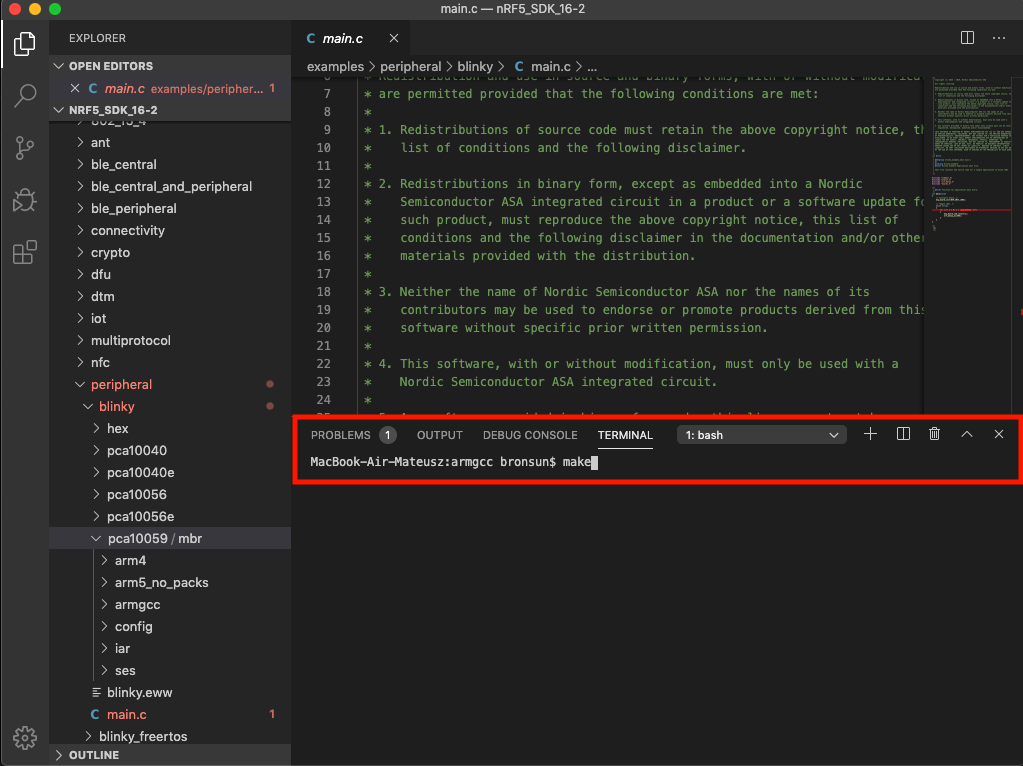 main.c — nRF5_SDK_16-2
EXPLORER
OPEN EDITORS
C main.c examples/peripher... 1
NRF5_SDK_16-2
802_15_4
ant
ble_central
ble_central_and_peripheral
ble_peripheral
connectivity
crypto
dfu
dtm
iot
multiprotocol
nfc
peripheral
blinky
hex
pca10040
pca10040e
pca10056
pca10056e
pca10059 / mbr
arm4
arm5_no_packs
armgcc
config
iar
ses
blinky.eww
C main.c 1
blinky_freertos
OUTLINE
C main.c
examples > peripheral > blinky > C main.c > ...
6 * Redistribution and use in source and binary forms, with or without modificat
7 * are permitted provided that the following conditions are met:
8 *
9 * 1. Redistributions of source code must retain the above copyright notice, th
10 * list of conditions and the following disclaimer.
11 *
12 * 2. Redistributions in binary form, except as embedded into a Nordic
13 * Semiconductor ASA integrated circuit in a product or a software update fo
14 * such product, must reproduce the above copyright notice, this list of
15 * conditions and the following disclaimer in the documentation and/or other
16 * materials provided with the distribution.
17 *
18 * 3. Neither the name of Nordic Semiconductor ASA nor the names of its
19 * contributors may be used to endorse or promote products derived from this
20 * software without specific prior written permission.
21 *
22 * 4. This software, with or without modification, must only be used with a
23 * Nordic Semiconductor ASA integrated circuit.
24 *
PROBLEMS 1 OUTPUT DEBUG CONSOLE TERMINAL 1: bash
MacBook-Air-Mateusz:armgcc bronsun$ make